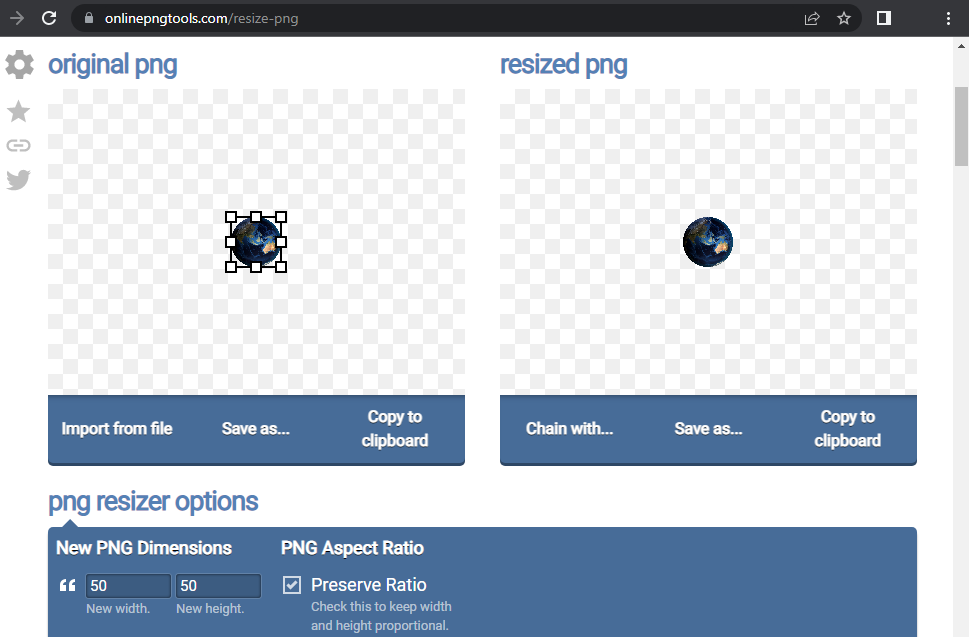 onlinepngtools.com/resize-png
original png
resized png
Import from file
Save as...
Copy to
clipboard
Chain with...
Save as...
Copy to
clipboard
png resizer options
New PNG Dimensions
PNG Aspect Ratio
50
50
Preserve Ratio
New width.
New height.
Check this to keep width
and height proportional.